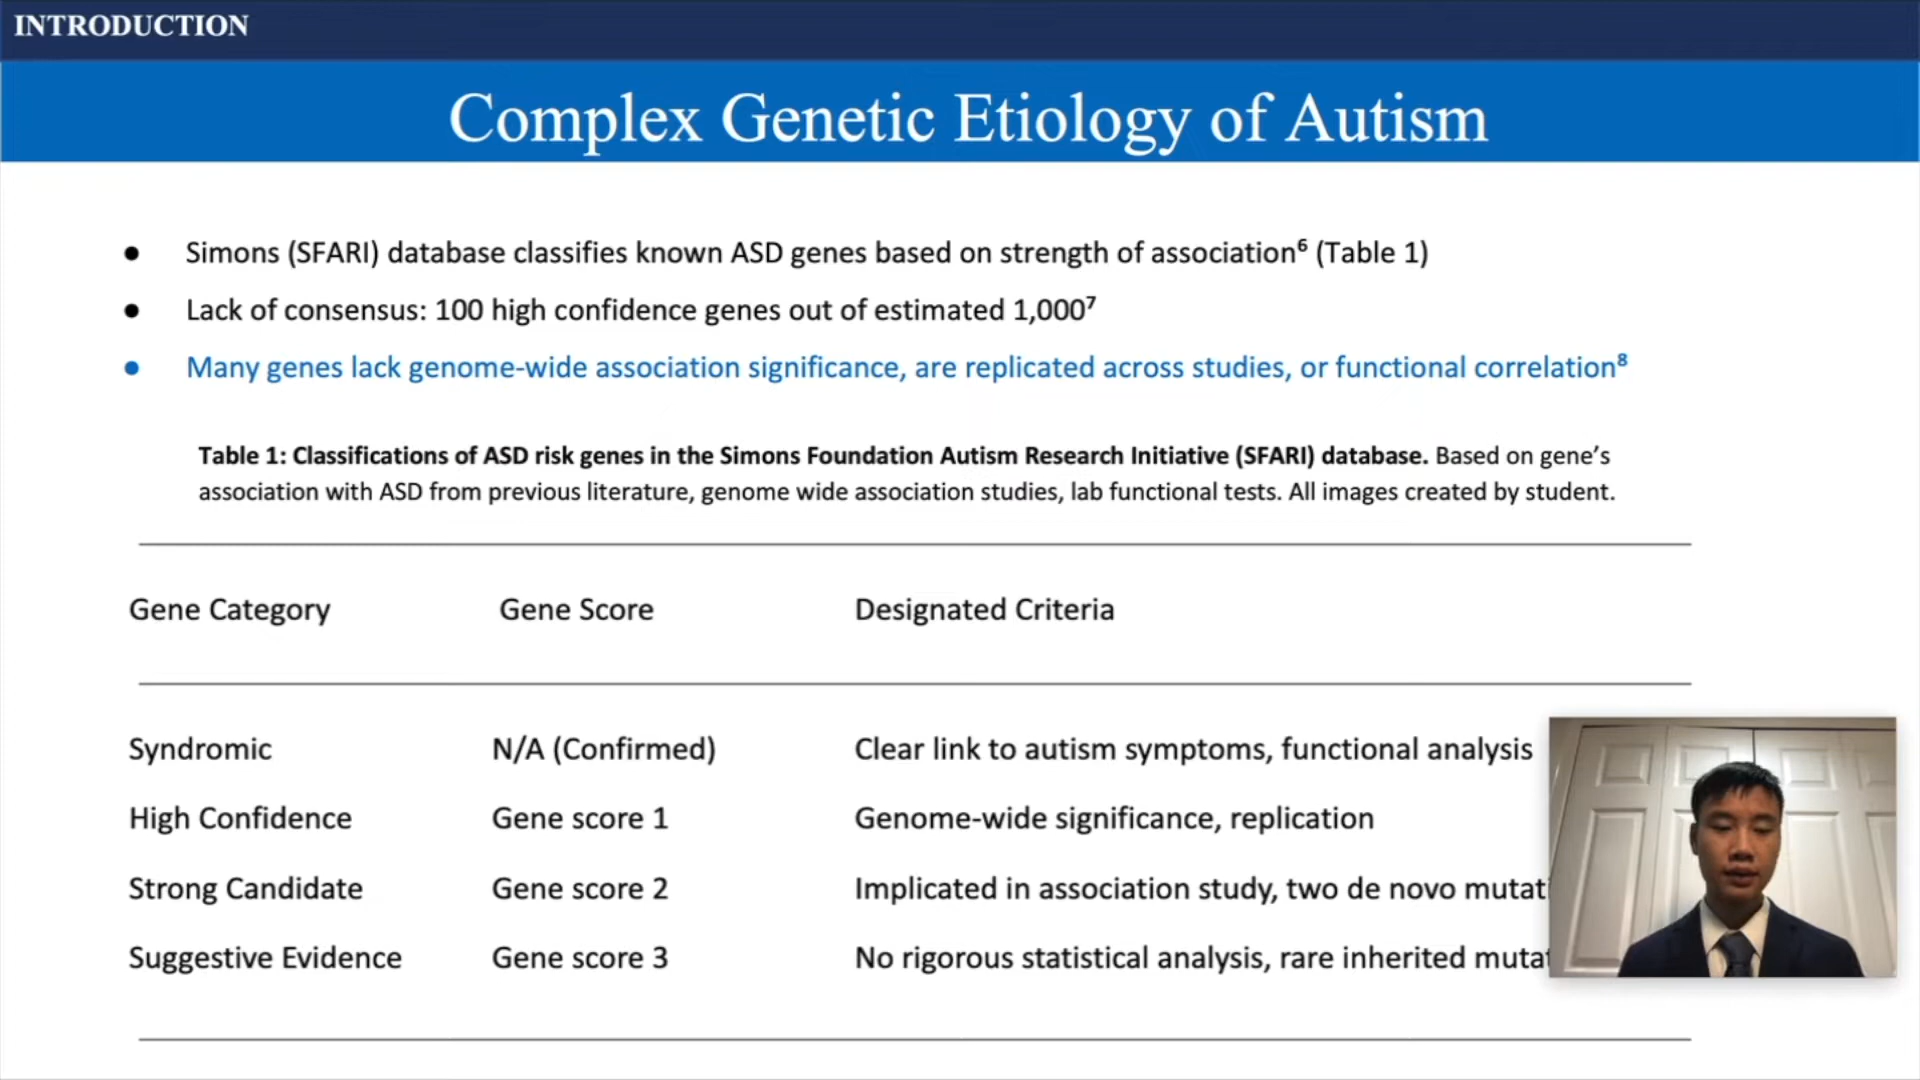 INTRODUCTION
Complex Genetic Etiology of Autism
● Simons (SFARI) database classifies known ASD genes based on strength of association⁶ (Table 1)
● Lack of consensus: 100 high confidence genes out of estimated 1,000⁷
● Many genes lack genome-wide association significance, are replicated across studies, or functional correlation⁸
Table 1: Classifications of ASD risk genes in the Simons Foundation Autism Research Initiative (SFARI) database. Based on gene's
association with ASD from previous literature, genome wide association studies, lab functional tests. All images created by student.
Gene Category Gene Score Designated Criteria
Syndromic N/A (Confirmed) Clear link to autism symptoms, functional analysis
High Confidence Gene score 1 Genome-wide significance, replication
Strong Candidate Gene score 2 Implicated in association study, two de novo
Suggestive Evidence Gene score 3 No rigorous statistical analysis, rare inherited